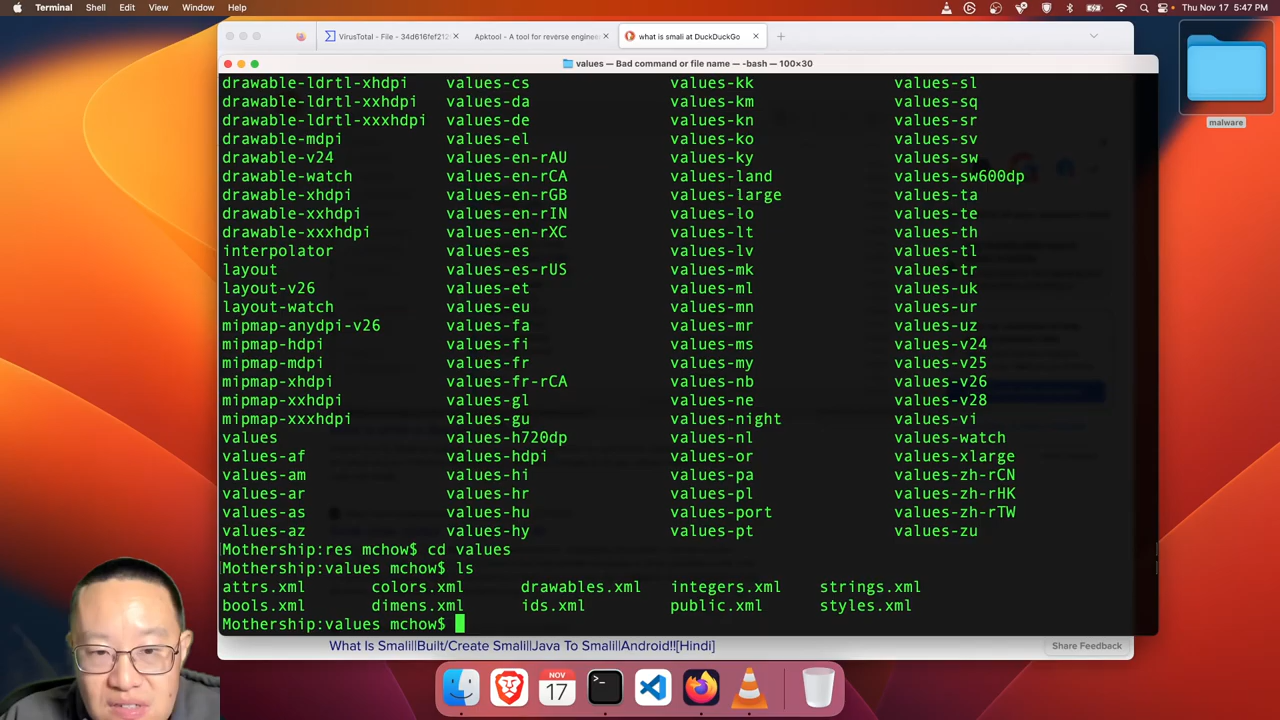 Terminal Shell Edit View Window Help Mon Nov 17 5:47 PM
VirusTotal - File - 34d616fef212 Apktool - A tool for reverse enginee what is smali at DuckDuckGo
values — Bad command or file name — -bash — 100×30
drawable-ldrtl-xhdpi values-cs values-kk values-sl
drawable-ldrtl-xxhdpi values-da values-km values-sq
drawable-ldrtl-xxxhdpi values-de values-kn values-sr
drawable-mdpi values-el values-ko values-sv
drawable-v24 values-en-rAU values-ky values-sw
drawable-watch values-en-rCA values-land values-sw600dp
drawable-xhdpi values-en-rGB values-large values-ta
drawable-xxhdpi values-en-rIN values-lo values-te
drawable-xxxhdpi values-en-rXC values-lt values-th
interpolator values-es values-lv values-tl
layout values-es-rUS values-mk values-tr
layout-v26 values-et values-ml values-uk
layout-watch values-eu values-mn values-ur
mipmap-anydpi-v26 values-fa values-mr values-uz
mipmap-hdpi values-fi values-ms values-v24
mipmap-mdpi values-fr values-my values-v25
mipmap-xhdpi values-fr-rCA values-nb values-v26
mipmap-xxhdpi values-gl values-ne values-v28
mipmap-xxxhdpi values-gu values-night values-vi
values values-h720dp values-nl values-watch
values-af values-hdpi values-or values-xlarge
values-am values-hi values-pa values-zh-rCN
values-ar values-hr values-pl values-zh-rHK
values-as values-hu values-port values-zh-rTW
values-az values-hy values-pt values-zu
Mothership:res mchow$ cd values
Mothership:values mchow$ ls
attrs.xml colors.xml drawables.xml integers.xml strings.xml
bools.xml dimens.xml ids.xml public.xml styles.xml
Mothership:values mchow$
What Is Smali||Built/Create Smali||Java To Smali||Android!![Hindi]
Share Feedback
malware
NOV
17